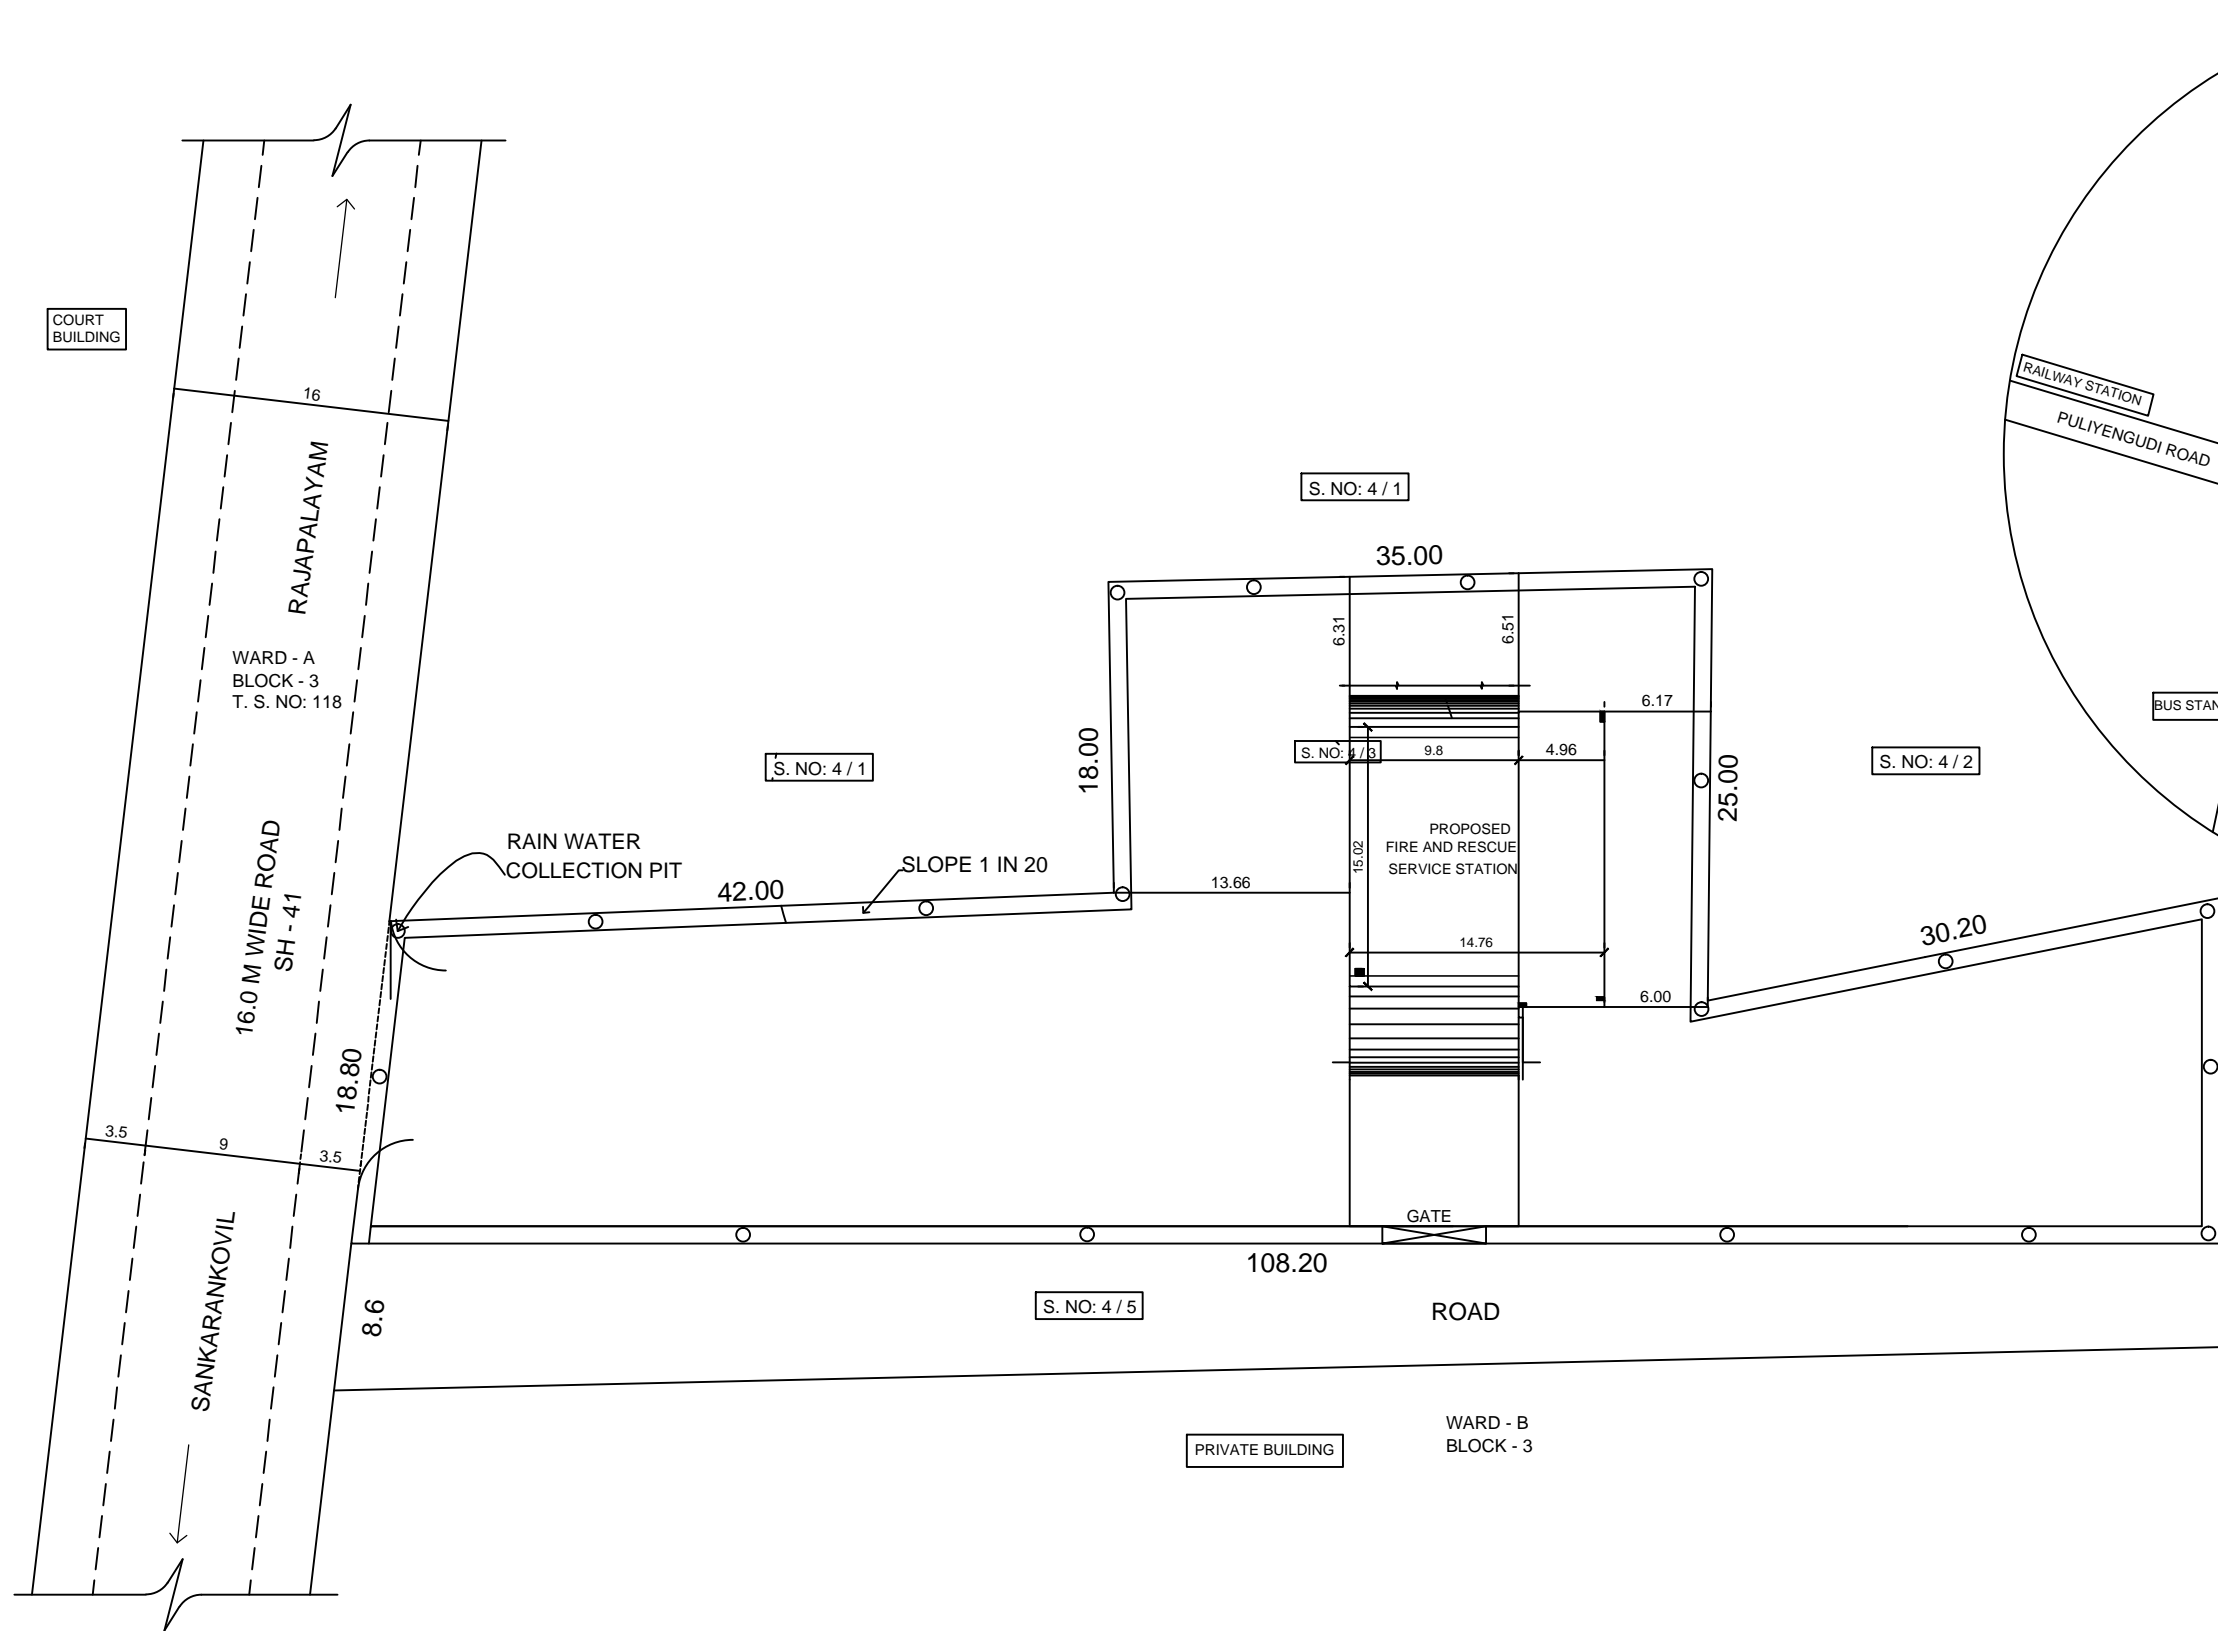 COURT
BUILDING
16
RAJAPALAYAM
WARD - A
BLOCK - 3
T. S. NO: 118
16.0 M WIDE ROAD
SH - 41
18.80
3.5
9
3.5
SANKARANKOVIL
8.6
RAIN WATER
COLLECTION PIT
S. NO: 4 / 1
42.00
SLOPE 1 IN 20
18.00
S. NO: 4 / 1
35.00
6.31
6.51
6.17
S. NO: 4 / 3
9.8
4.96
25.00
PROPOSED
FIRE AND RESCUE
SERVICE STATION
15.02
13.66
14.76
6.00
S. NO: 4 / 2
30.20
RAILWAY STATION
PULIYENGUDI ROAD
BUS STAN
GATE
108.20
S. NO: 4 / 5
ROAD
WARD - B
BLOCK - 3
PRIVATE BUILDING